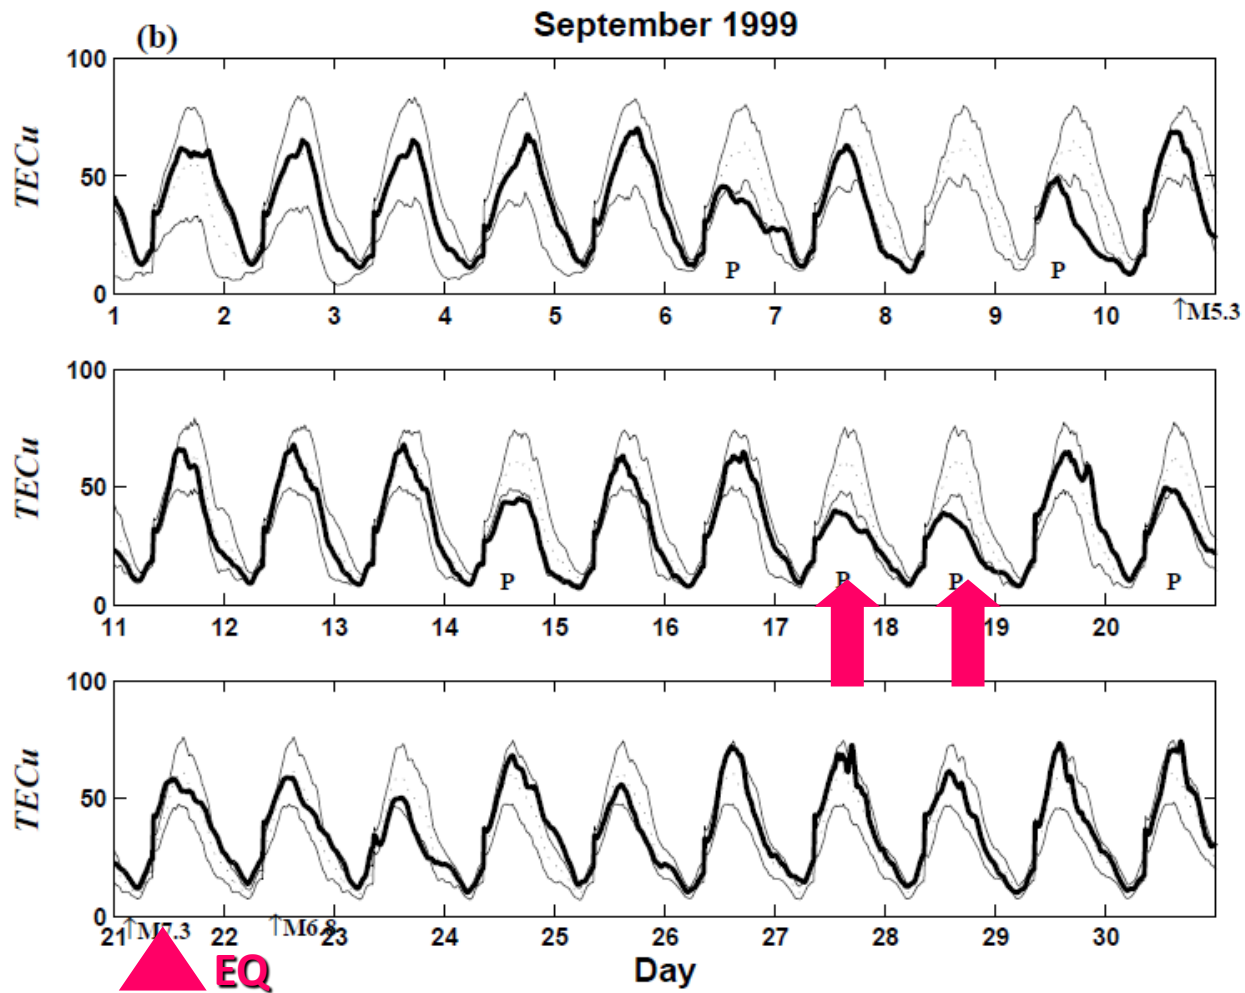 (b) September 1999
TECu
100
50
0
P P
1 2 3 4 5 6 7 8 9 10
↑M5.3
TECu
100
50
0
P P P P
11 12 13 14 15 16 17 18 19 20
TECu
100
50
0
21 22 23 24 25 26 27 28 29 30
↑M7.3 ↑M6.8
EQ Day